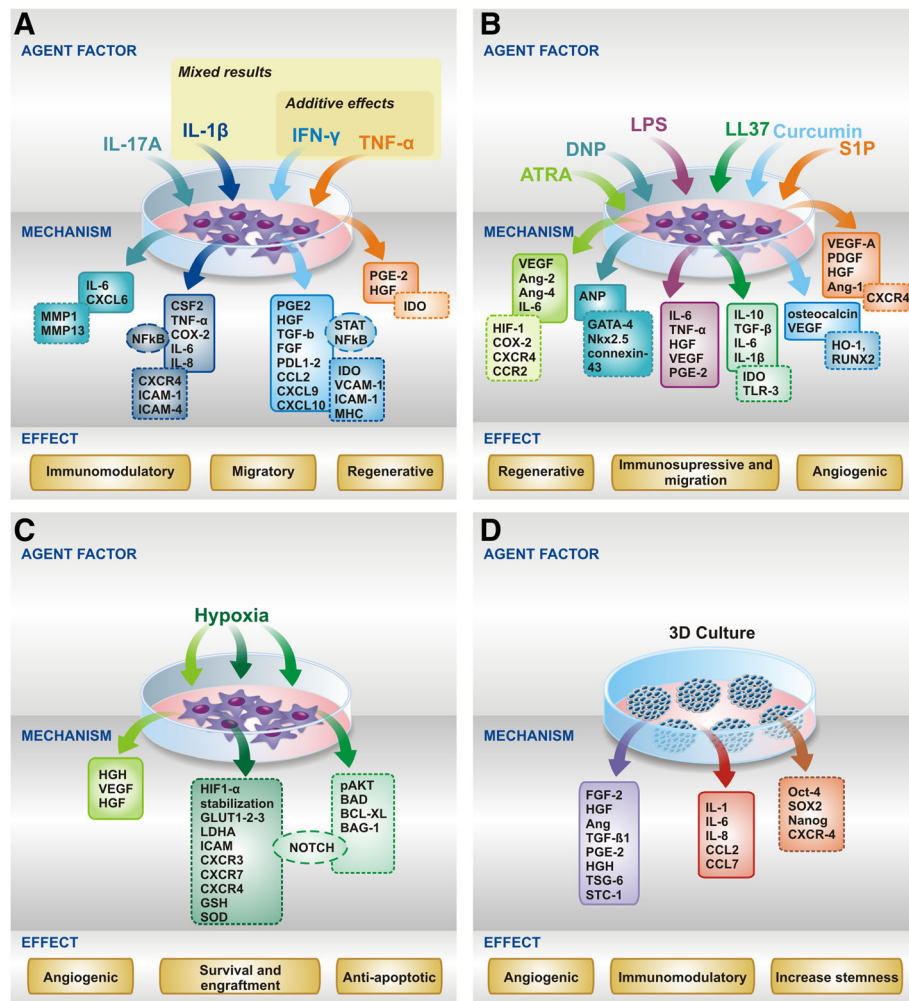 A
AGENT FACTOR
Mixed results
Additive effects
IL-17A
IL-1β
IFN-γ
TNF-α
MECHANISM
IL-6
CXCL6
MMP1
MMP13
CSF2
TNF-α
COX-2
IL-6
IL-8
NFkB
CXCR4
ICAM-1
ICAM-4
PGE2
HGF
TGF-b
FGF
PDL1-2
CCL2
CXCL9
CXCL10
STAT
NFkB
IDO
VCAM-1
ICAM-1
MHC
PGE-2
HGF
IDO
EFFECT
Immunomodulatory
Migratory
Regenerative
B
AGENT FACTOR
ATRA
DNP
LPS
LL37
Curcumin
S1P
MECHANISM
VEGF
Ang-2
Ang-4
IL-6
HIF-1
COX-2
CXCR4
CCR2
ANP
GATA-4
Nkx2.5
connexin-
43
IL-6
TNF-α
HGF
VEGF
PGE-2
IL-10
TGF-β
IL-6
IL-1β
IDO
TLR-3
osteocalcin
VEGF
HO-1,
RUNX2
VEGF-A
PDGF
HGF
Ang-1
CXCR4
EFFECT
Regenerative
Immunosupressive and
migration
Angiogenic
C
AGENT FACTOR
Hypoxia
MECHANISM
HGH
VEGF
HGF
HIF1-α
stabilization
GLUT1-2-3
LDHA
ICAM
CXCR3
CXCR7
CXCR4
GSH
SOD
NOTCH
pAKT
BAD
BCL-XL
BAG-1
EFFECT
Angiogenic
Survival and
engraftment
Anti-apoptotic
D
AGENT FACTOR
3D Culture
MECHANISM
FGF-2
HGF
Ang
TGF-ß1
PGE-2
HGH
TSG-6
STC-1
IL-1
IL-6
IL-8
CCL2
CCL7
Oct-4
SOX2
Nanog
CXCR-4
EFFECT
Angiogenic
Immunomodulatory
Increase stemness